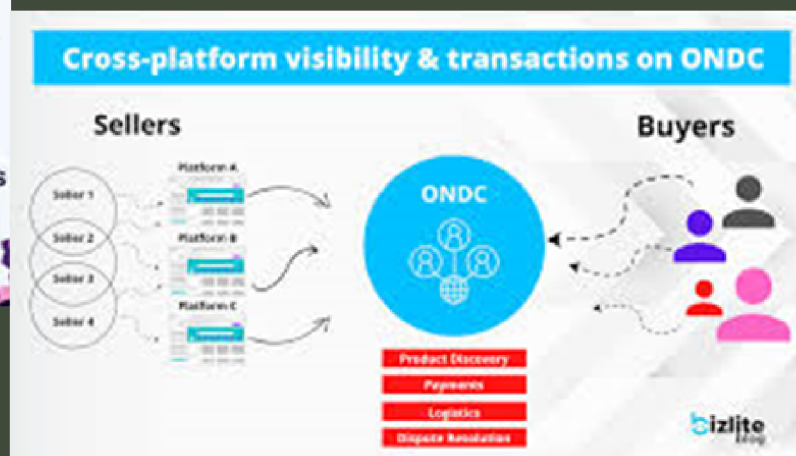 Cross-platform visibility & transactions on ONDC
Sellers
Buyers
Seller 1
Seller 2
Seller 3
Seller 4
Platform A
Platform B
Platform C
ONDC
Product Discovery
Payments
Logistics
Dispute Resolution
bizlite
blog